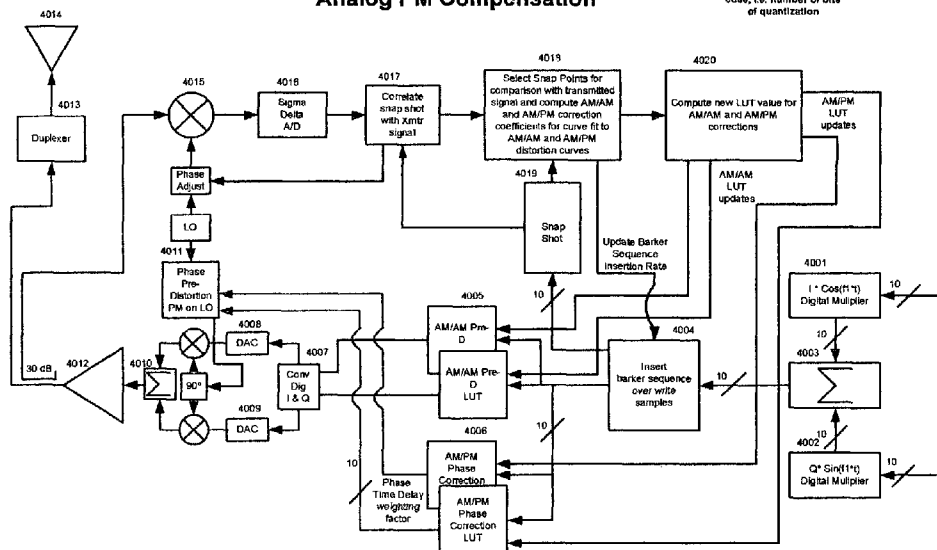 Analog PM Compensation
of quantization
4014
4013
Duplexer
4015
4016
Sigma
Delta
A/D
4017
Correlate
snap shot
with Xmtr
signal
4018
Select Snap Points for
comparison with transmitted
signal and compute AM/AM
and AM/PM correction
coefficients for curve fit to
AM/AM and AM/PM
distortion curves
4020
Compute new LUT value for
AM/AM and AM/PM
corrections
AM/PM
LUT
updates
AM/AM
LUT
updates
Phase
Adjust
LO
4019
Snap
Shot
Update Barker
Sequence
Insertion Rate
4011
Phase
Pre-
Distortion
PM on LO
4001
I * Cos(f1*t)
Digital Muliplier
10
10
4003
Σ
10
4002
Q* Sin(f1*t)
Digital Muliplier
10
10
4004
Insert
barker sequence
over write
samples
10
10
4005
AM/AM Pre-
D
AM/AM Pre-
D
LUT
4006
AM/PM
Phase
Correction
AM/PM
Phase
Correction
LUT
4007
Conv
Dig
I & Q
4008
DAC
4009
DAC
90°
4010
Σ
4012
30 dB
10
Phase
Time Delay
weighting
factor